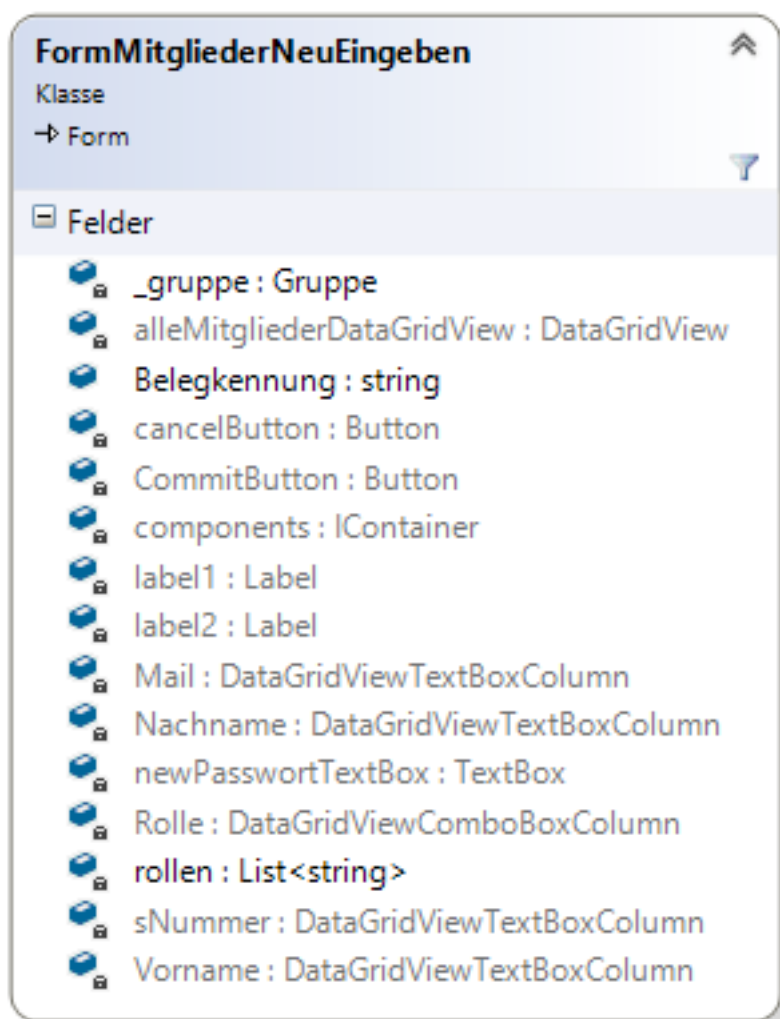 FormMitgliederNeuEingeben
Klasse
Form
Felder
_gruppe : Gruppe
alleMitgliederDataGridView : DataGridView
Belegkennung : string
cancelButton : Button
CommitButton : Button
components : IContainer
label1 : Label
label2 : Label
Mail : DataGridViewTextBoxColumn
Nachname : DataGridViewTextBoxColumn
newPasswortTextBox : TextBox
Rolle : DataGridViewComboBoxColumn
rollen : List<string>
sNummer : DataGridViewTextBoxColumn
Vorname : DataGridViewTextBoxColumn